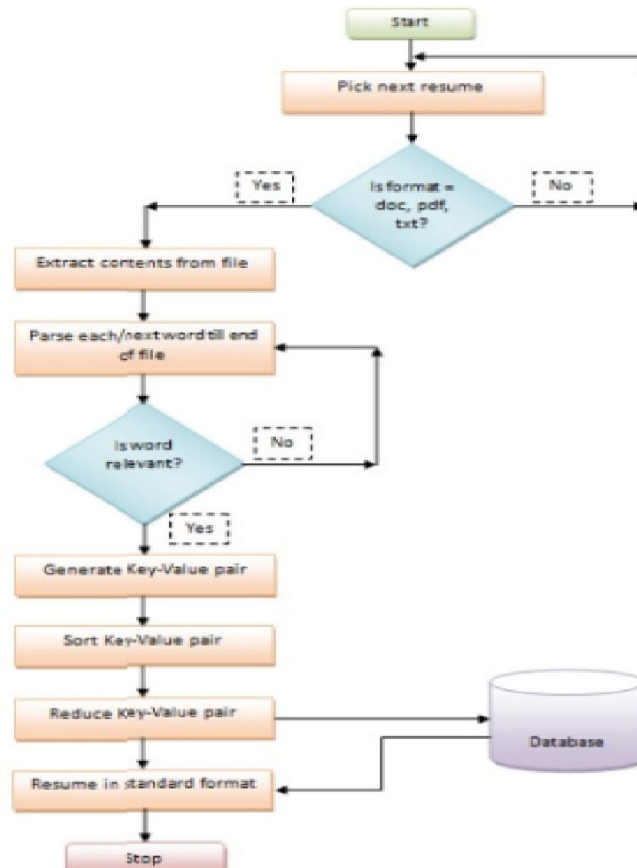 Start
Pick next resume
Yes
Is format =
doc, pdf,
txt?
No
Extract contents from file
Parse each/next word till end
of file
Is word
relevant?
No
Yes
Generate Key-Value pair
Sort Key-Value pair
Reduce Key-Value pair
Database
Resume in standard format
Stop